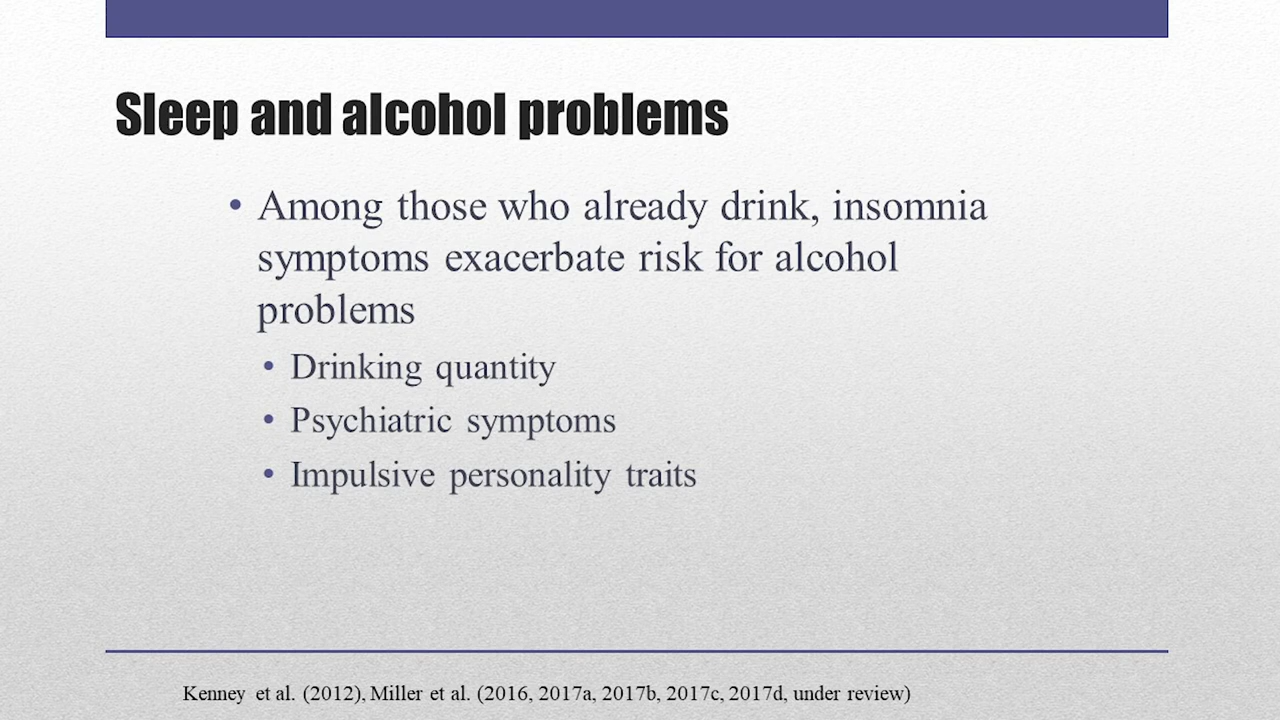 Sleep and alcohol problems
• Among those who already drink, insomnia
symptoms exacerbate risk for alcohol
problems
• Drinking quantity
• Psychiatric symptoms
• Impulsive personality traits
Kenney et al. (2012), Miller et al. (2016, 2017a, 2017b, 2017c, 2017d, under review)